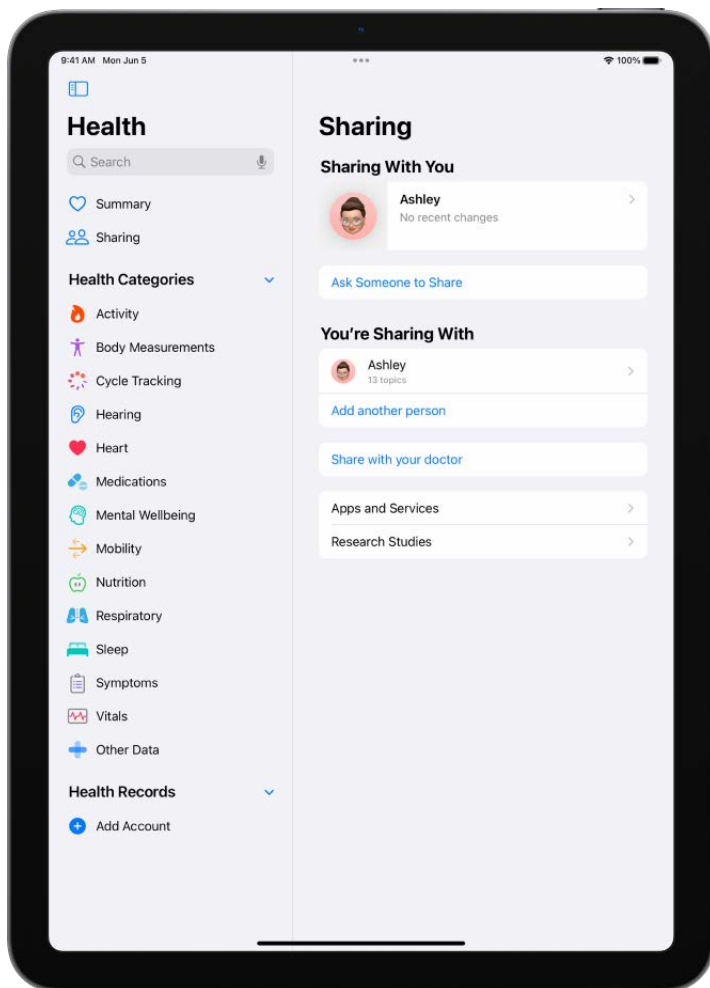 9:41 AM Mon Jun 5
100%
Health
Search
Summary
Sharing
Health Categories
Activity
Body Measurements
Cycle Tracking
Hearing
Heart
Medications
Mental Wellbeing
Mobility
Nutrition
Respiratory
Sleep
Symptoms
Vitals
Other Data
Health Records
Add Account
Sharing
Sharing With You
Ashley
No recent changes
Ask Someone to Share
You’re Sharing With
Ashley
13 topics
Add another person
Share with your doctor
Apps and Services
Research Studies